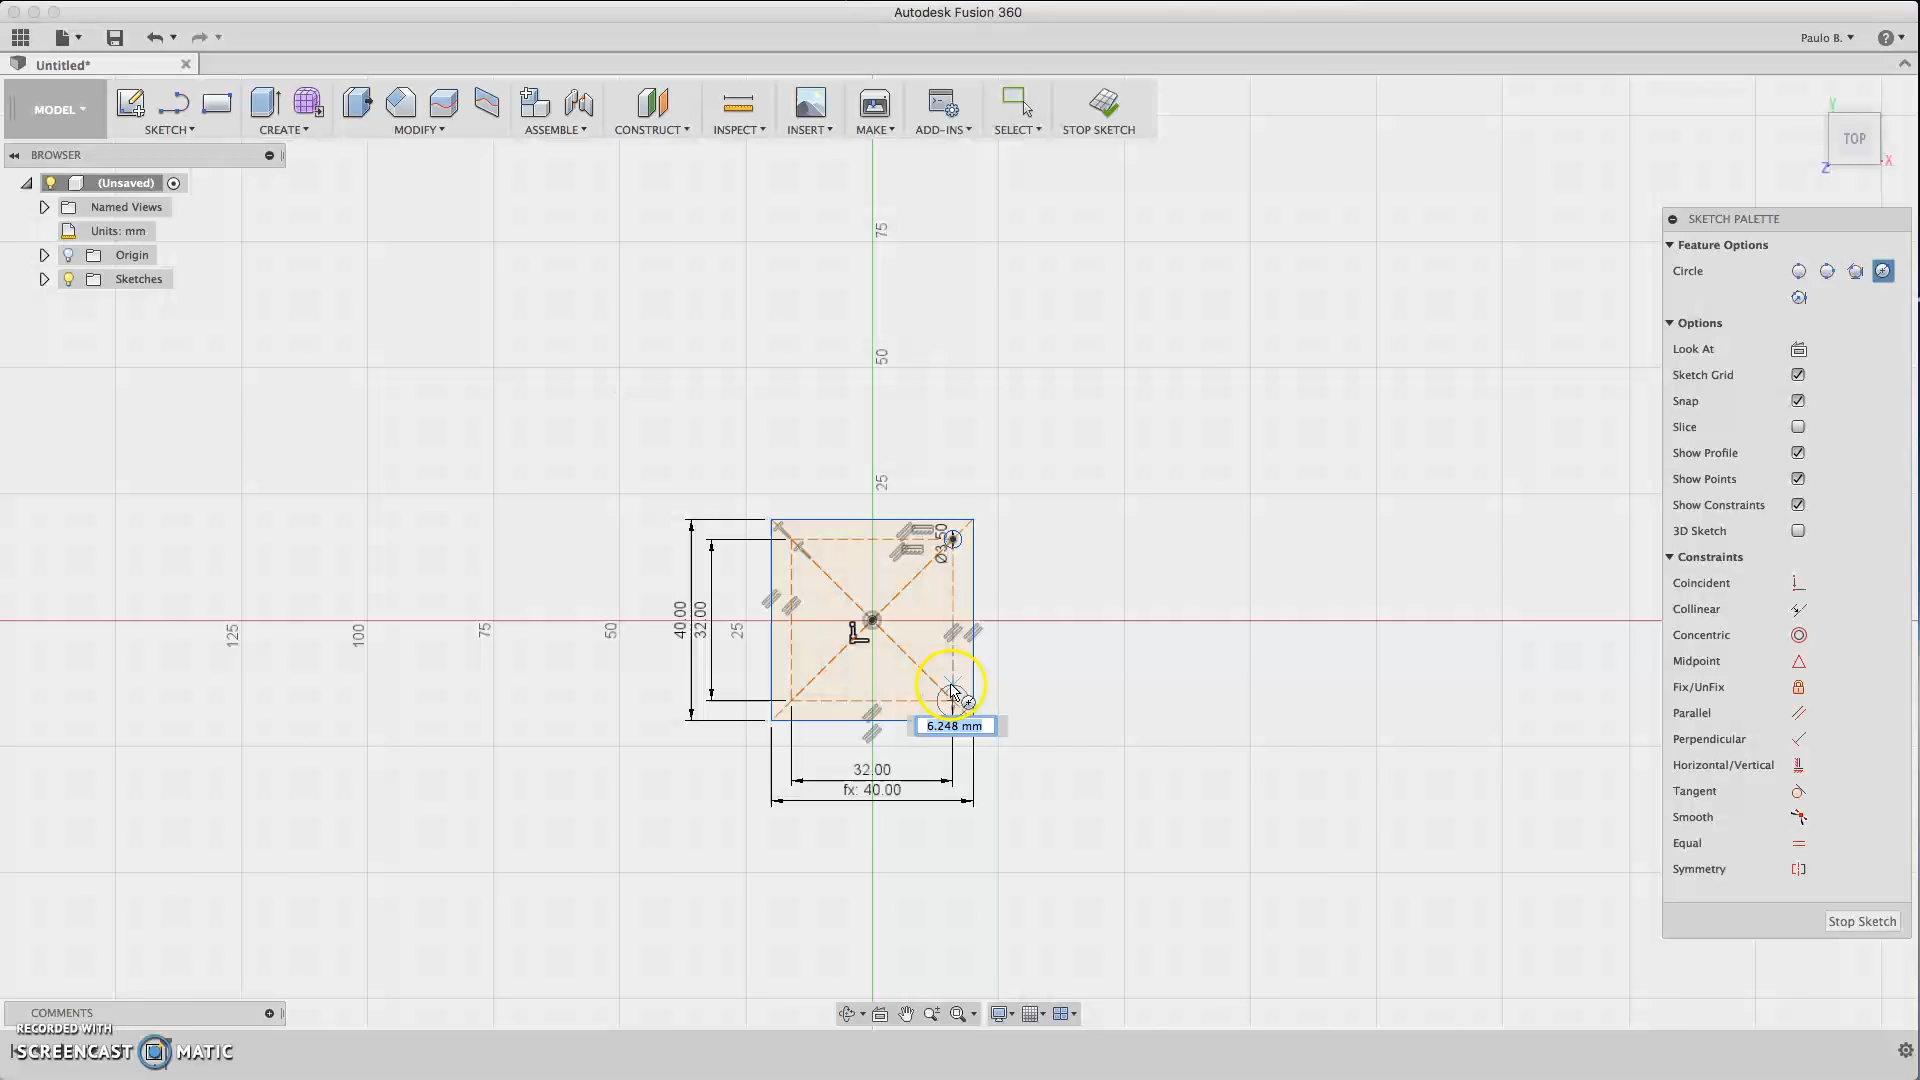 Autodesk Fusion 360
Paulo B.
Untitled*
MODEL
SKETCH
CREATE
MODIFY
ASSEMBLE
CONSTRUCT
INSPECT
INSERT
MAKE
ADD-INS
SELECT
STOP SKETCH
BROWSER
(Unsaved)
Named Views
Units: mm
Origin
Sketches
TOP
Y
X
Z
SKETCH PALETTE
Feature Options
Circle
Options
Look At
Sketch Grid
Snap
Slice
Show Profile
Show Points
Show Constraints
3D Sketch
Constraints
Coincident
Collinear
Concentric
Midpoint
Fix/UnFix
Parallel
Perpendicular
Horizontal/Vertical
Tangent
Smooth
Equal
Symmetry
Stop Sketch
75
50
25
125
100
75
50
25
40.00
32.00
Ø3.50
6.248 mm
32.00
fx: 40.00
COMMENTS
RECORDED WITH
SCREENCAST MATIC